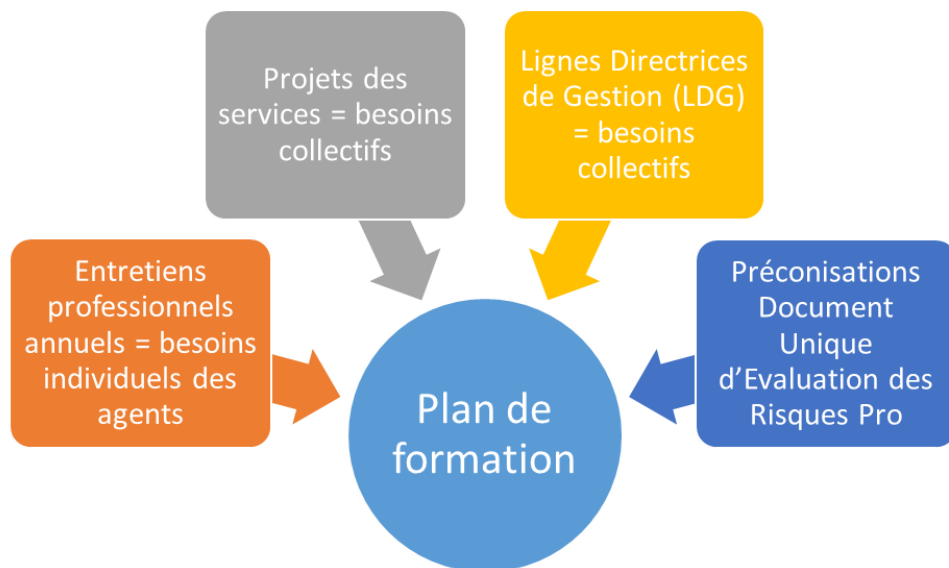 Projets des
services = besoins
collectifs
Lignes Directrices
de Gestion (LDG)
= besoins
collectifs
Entretiens
professionnels
annuels = besoins
individuels des
agents
Préconisations
Document
Unique
d’Evaluation des
Risques Pro
Plan de
formation